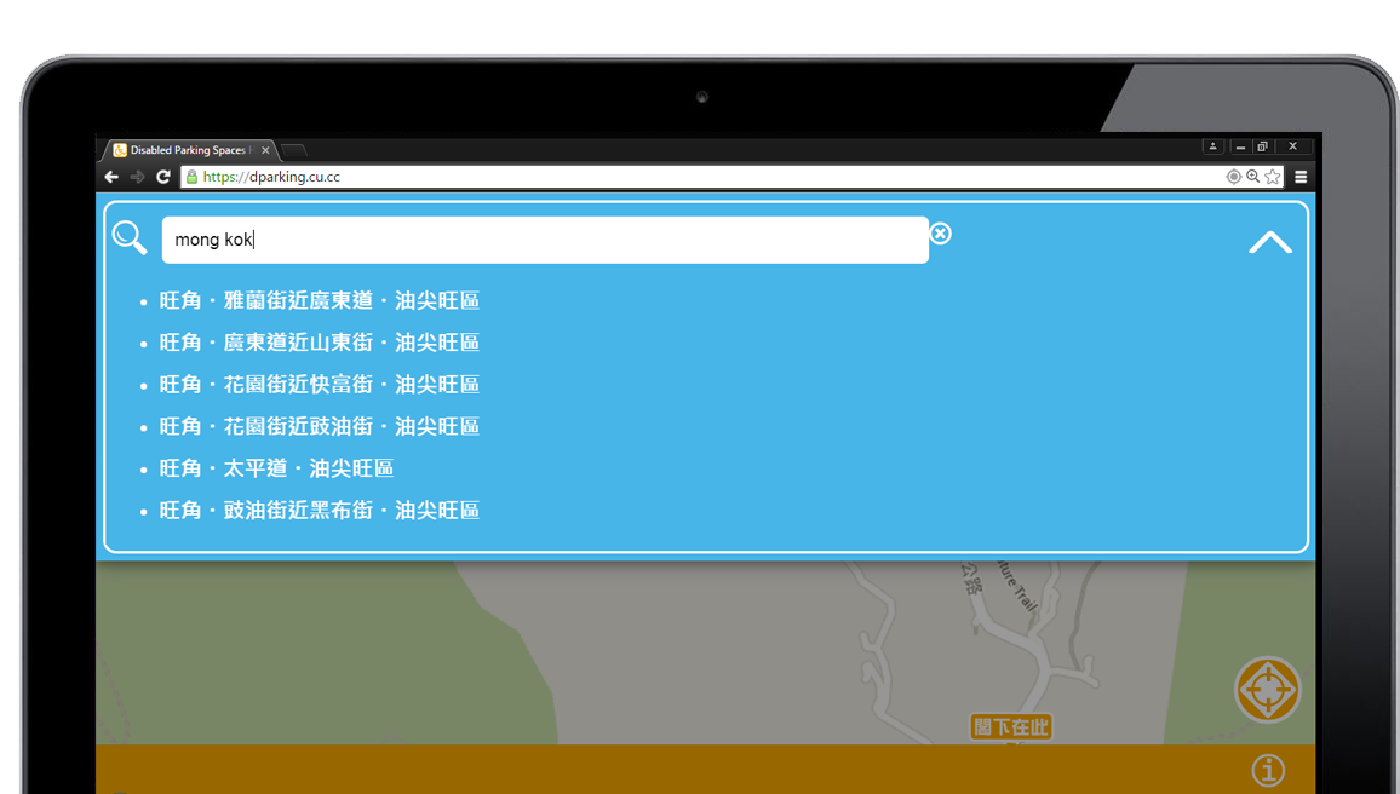 Disabled Parking Spaces
https://dparking.cu.cc
mong kok
• 旺角．雅蘭街近廣東道．油尖旺區
• 旺角．廣東道近山東街．油尖旺區
• 旺角．花園街近快富街．油尖旺區
• 旺角．花園街近豉油街．油尖旺區
• 旺角．太平道．油尖旺區
• 旺角．豉油街近黑布街．油尖旺區
公路
Trail
閣下在此